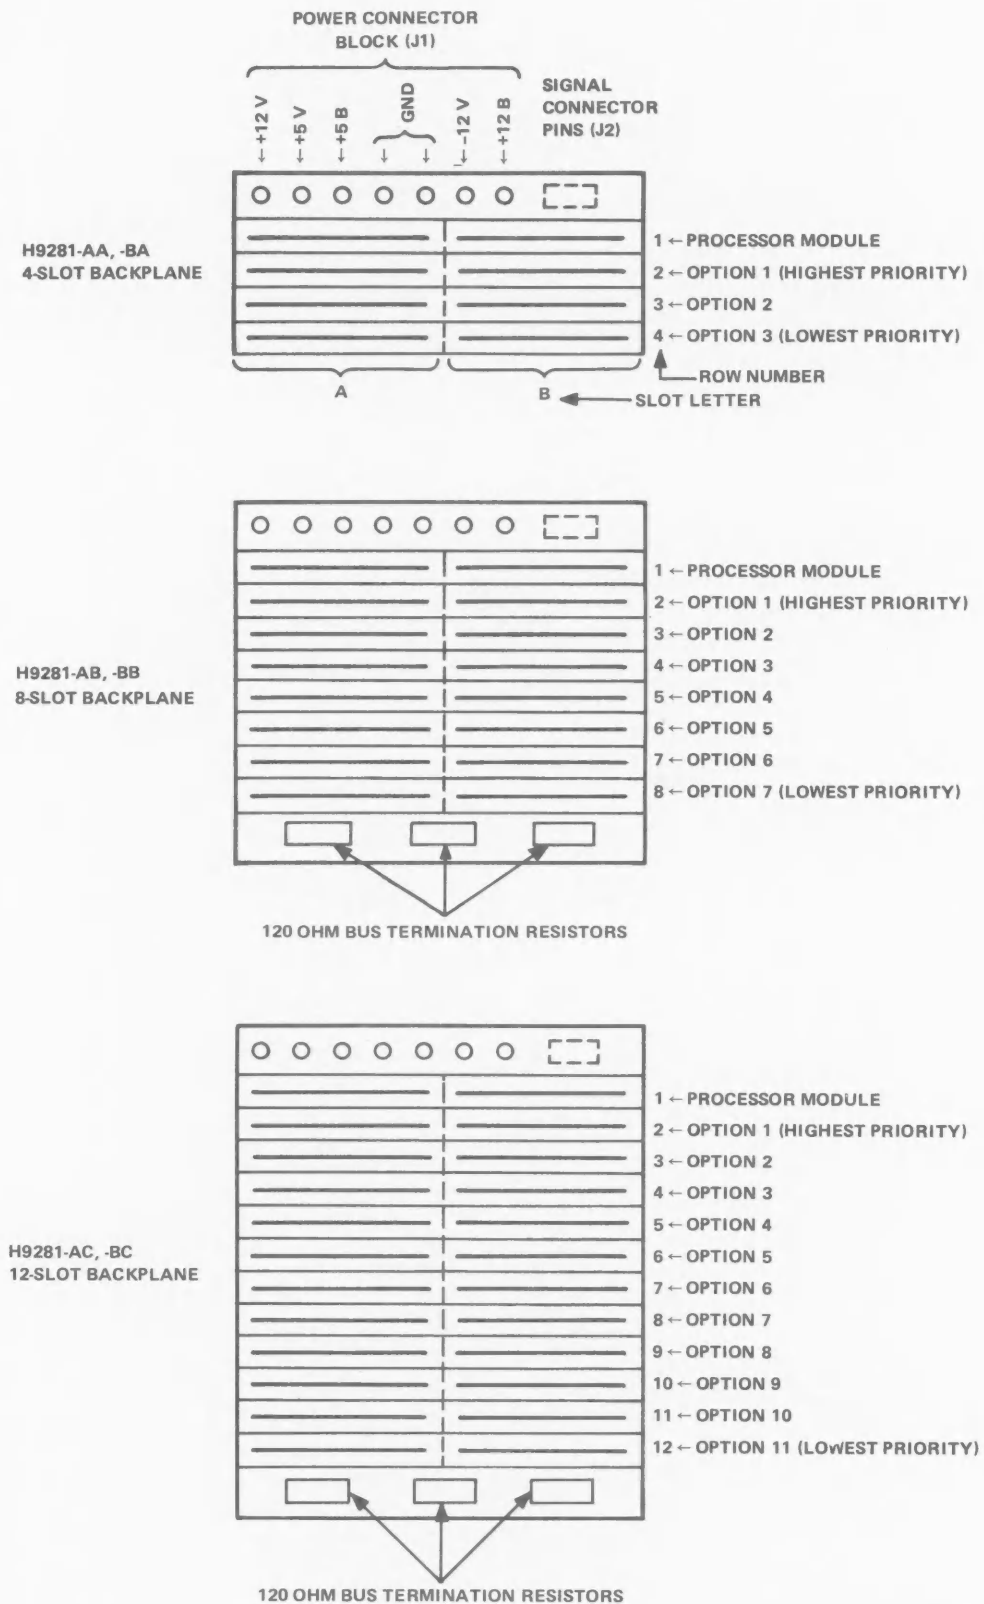 POWER CONNECTOR
BLOCK (J1)
←+12 V
←+5 V
←+5 B
GND
←-12 V
←+12 B
SIGNAL
CONNECTOR
PINS (J2)
H9281-AA, -BA
4-SLOT BACKPLANE
1 ← PROCESSOR MODULE
2 ← OPTION 1 (HIGHEST PRIORITY)
3 ← OPTION 2
4 ← OPTION 3 (LOWEST PRIORITY)
ROW NUMBER
A
B
SLOT LETTER
H9281-AB, -BB
8-SLOT BACKPLANE
1 ← PROCESSOR MODULE
2 ← OPTION 1 (HIGHEST PRIORITY)
3 ← OPTION 2
4 ← OPTION 3
5 ← OPTION 4
6 ← OPTION 5
7 ← OPTION 6
8 ← OPTION 7 (LOWEST PRIORITY)
120 OHM BUS TERMINATION RESISTORS
H9281-AC, -BC
12-SLOT BACKPLANE
1 ← PROCESSOR MODULE
2 ← OPTION 1 (HIGHEST PRIORITY)
3 ← OPTION 2
4 ← OPTION 3
5 ← OPTION 4
6 ← OPTION 5
7 ← OPTION 6
8 ← OPTION 7
9 ← OPTION 8
10 ← OPTION 9
11 ← OPTION 10
12 ← OPTION 11 (LOWEST PRIORITY)
120 OHM BUS TERMINATION RESISTORS